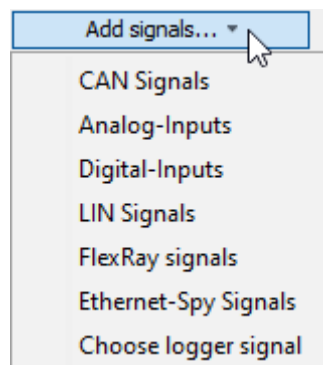 Add signals...
CAN Signals
Analog-Inputs
Digital-Inputs
LIN Signals
FlexRay signals
Ethernet-Spy Signals
Choose logger signal